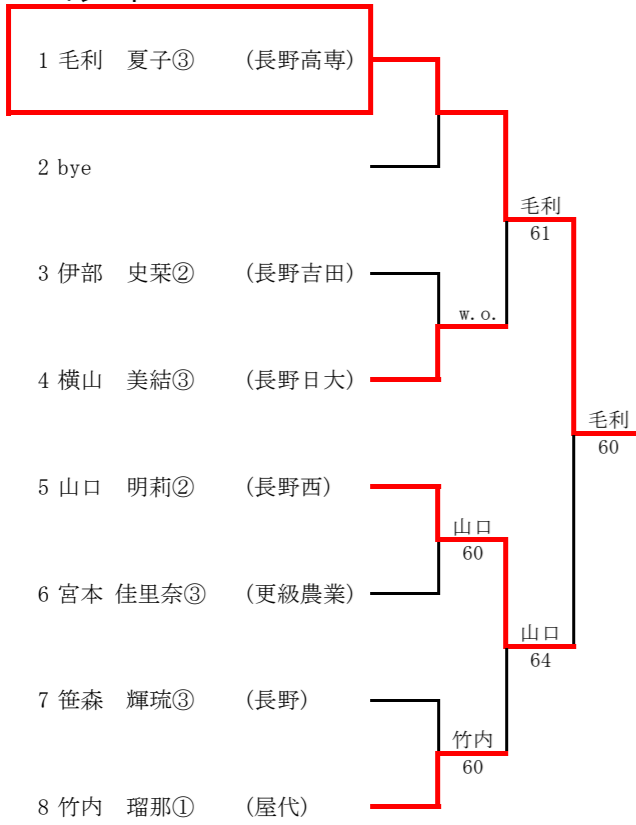 1 毛利 夏子③ (長野高専)
2 bye
毛利
61
3 伊部 史栞② (長野吉田)
w.o.
4 横山 美結③ (長野日大)
毛利
60
5 山口 明莉② (長野西)
山口
60
6 宮本 佳里奈③ (更級農業)
山口
64
7 笹森 輝琉③ (長野)
竹内
60
8 竹内 瑠那① (屋代)